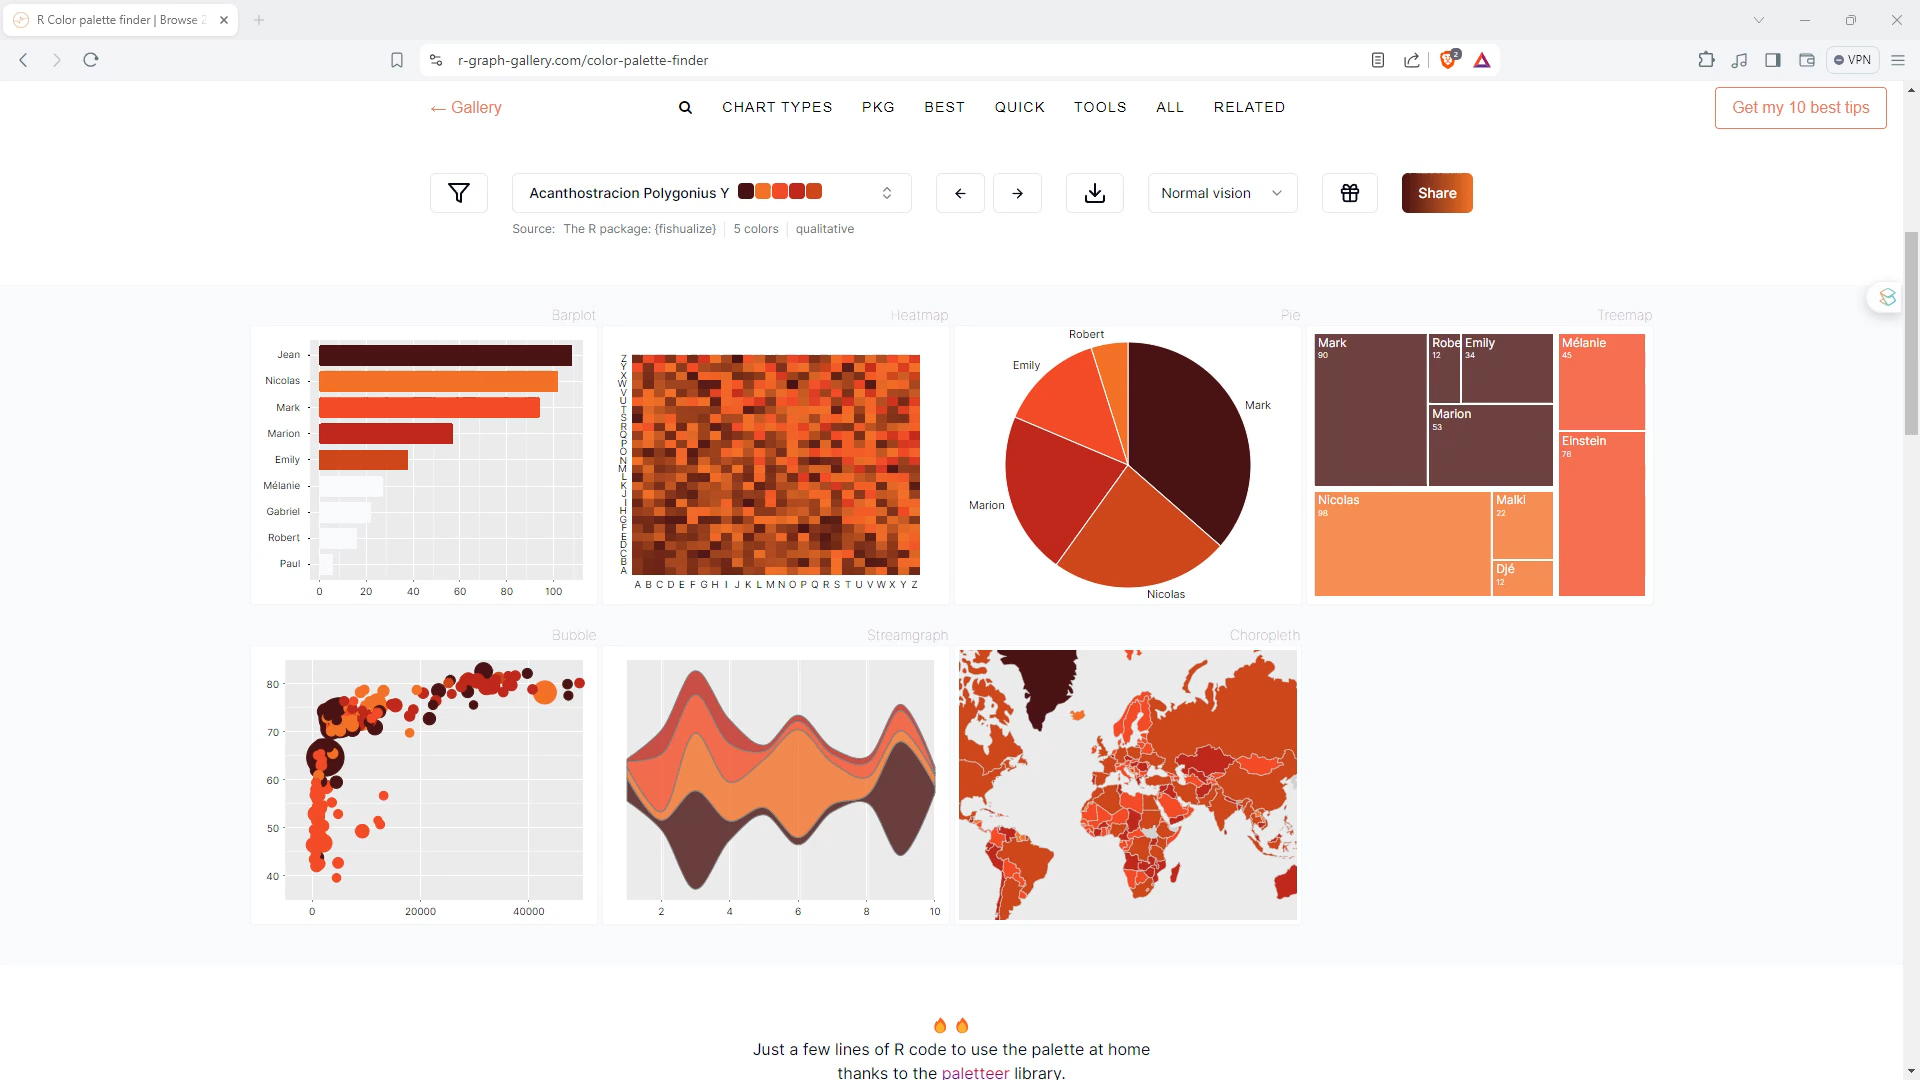 R Color palette finder | Browse 2
r-graph-gallery.com/color-palette-finder
2
VPN
← Gallery
CHART TYPES PKG BEST QUICK TOOLS ALL RELATED
Get my 10 best tips
Acanthostracion Polygonius Y
Normal vision
Share
Source: The R package: {fishualize} 5 colors qualitative
Barplot
Jean
Nicolas
Mark
Marion
Emily
Mélanie
Gabriel
Robert
Paul
0 20 40 60 80 100
Heatmap
Z
Y
X
W
V
U
T
S
R
Q
P
O
N
M
L
K
J
I
H
G
F
E
D
C
B
A
A B C D E F G H I J K L M N O P Q R S T U V W X Y Z
Pie
Robert
Emily
Mark
Marion
Nicolas
Treemap
Mark
90
Robe
12
Emily
34
Mélanie
45
Marion
53
Einstein
76
Nicolas
98
Malki
22
Djé
12
Bubble
80
70
60
50
40
0 20000 40000
Streamgraph
2 4 6 8 10
Choropleth
Just a few lines of R code to use the palette at home
thanks to the paletteer library.